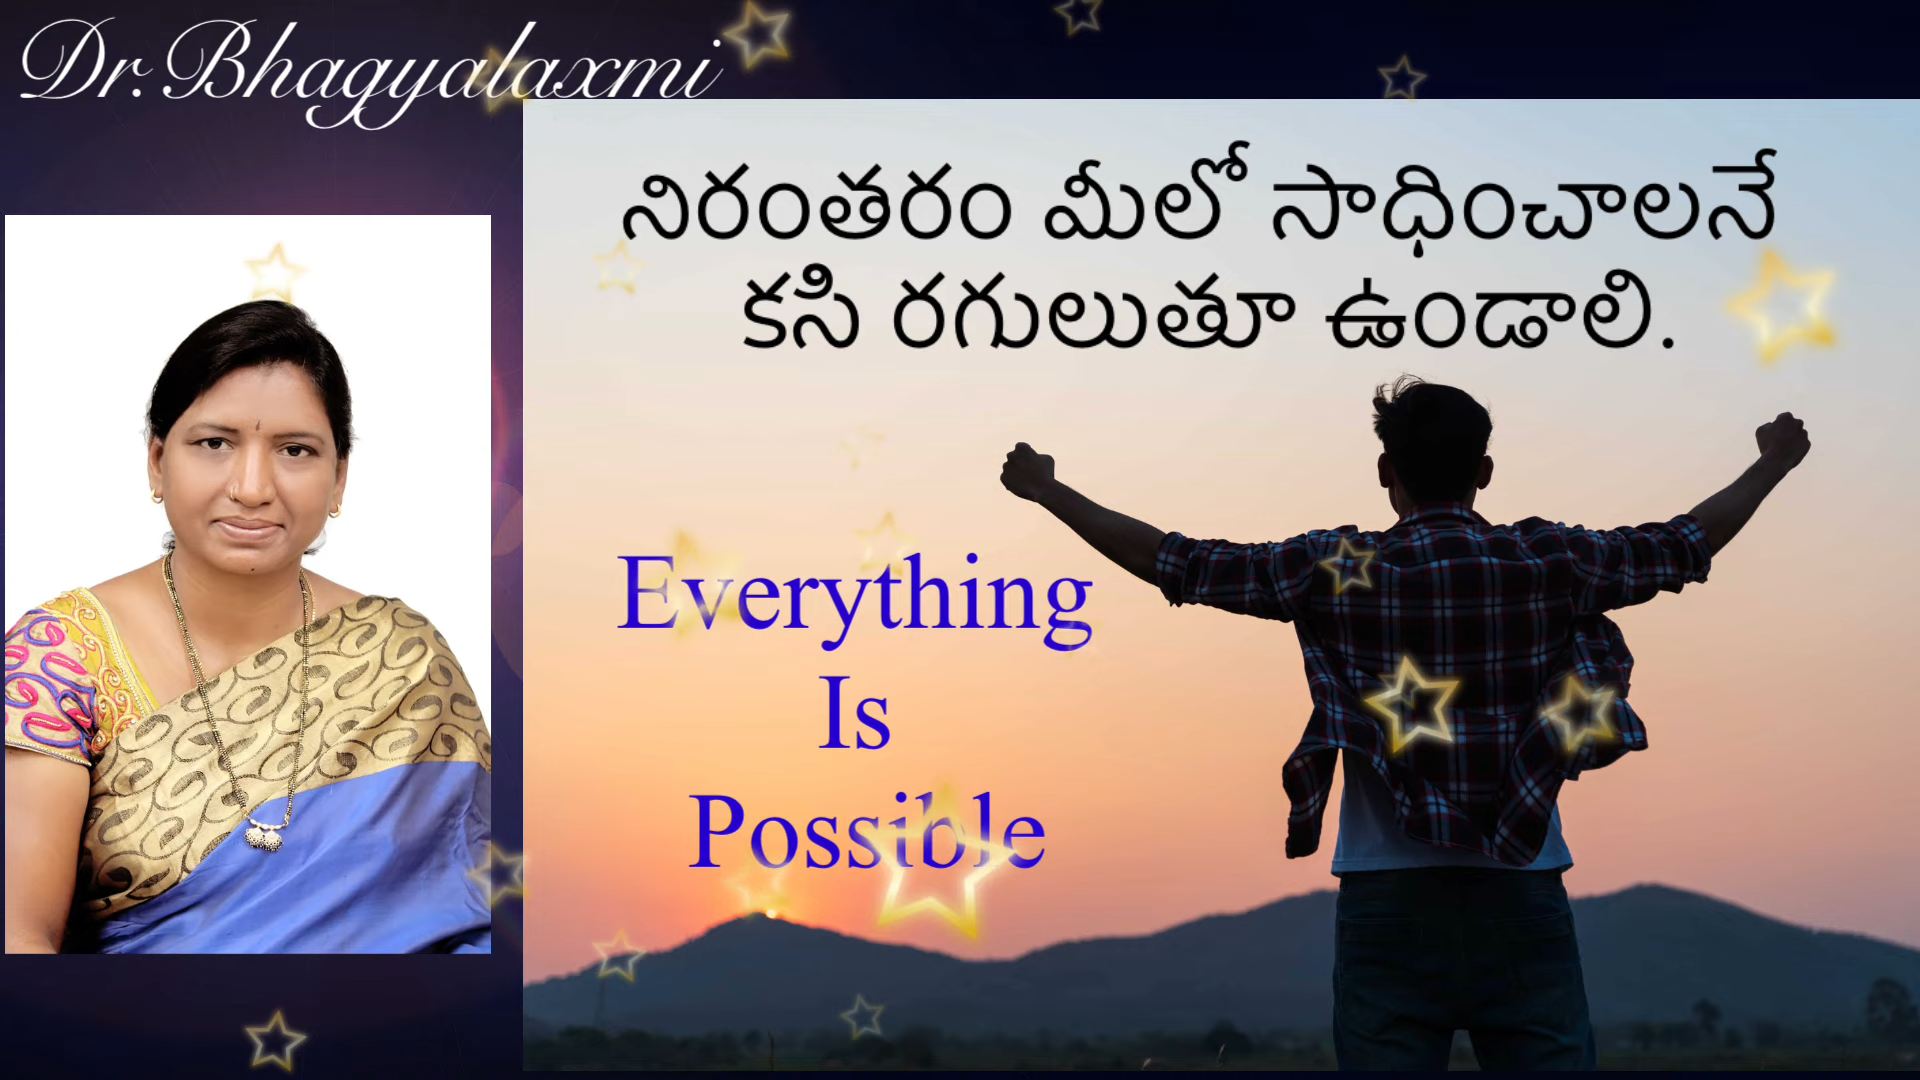 Dr. Bhagyalaxmi
నిరంతరం మీలో సాధించాలనే
కసి రగులుతూ ఉండాలి.
Everything
Is
Possible